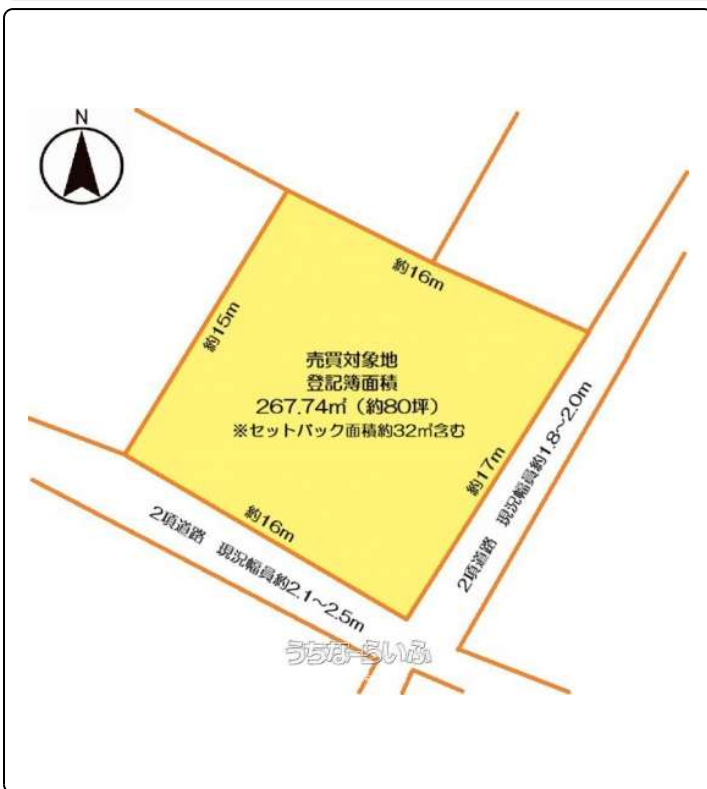 N
約16m
約15m
売買対象地
登記簿面積
267.74㎡（約80坪）
※セットバック面積約32㎡含む
約17m
2項道路　現況幅員約1.8～2.0m
約16m
2項道路　現況幅員約2.1～2.5m
うちなーらいふ